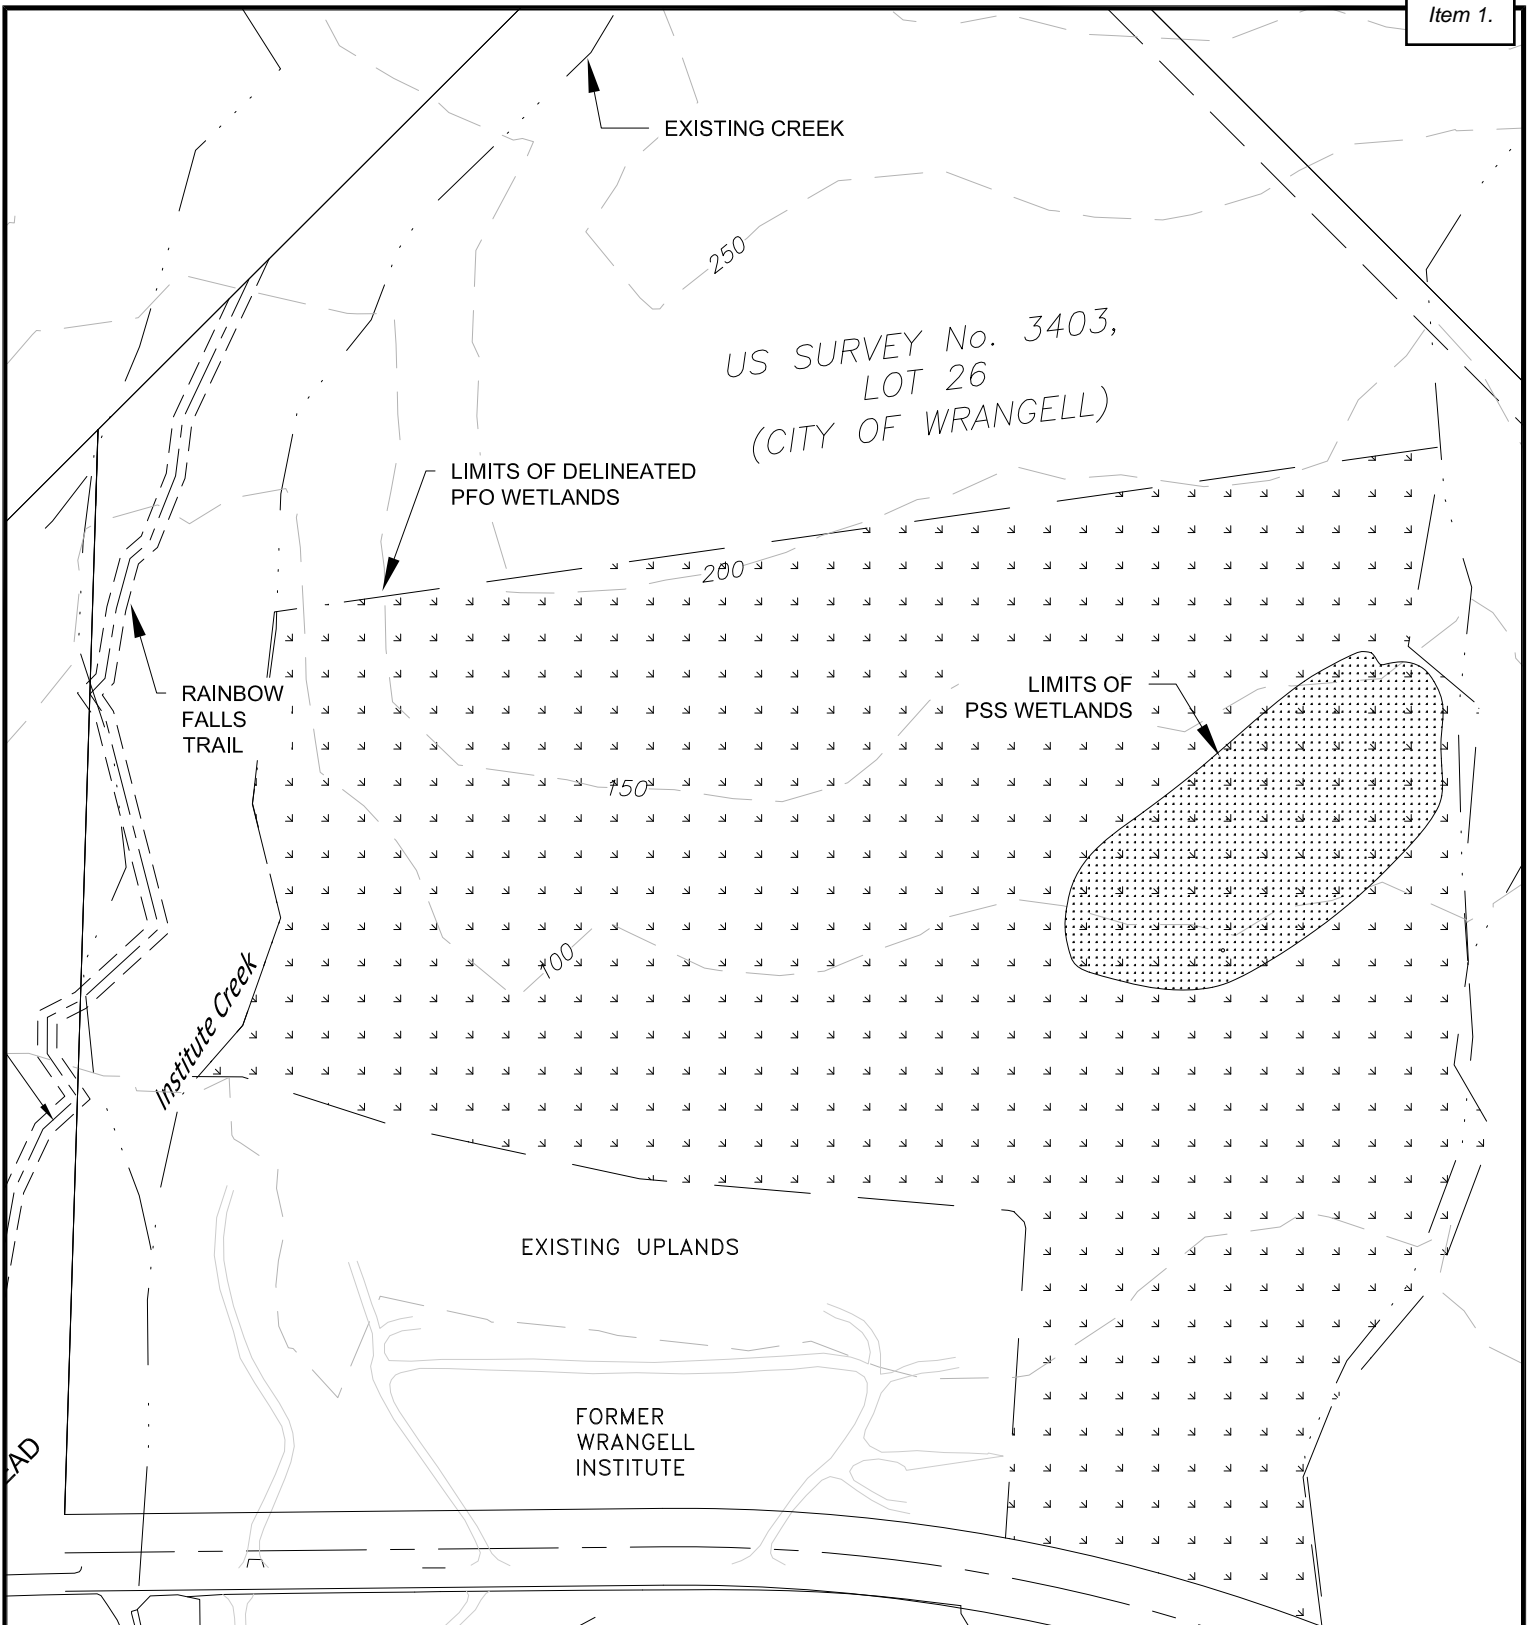 Item 1.
EXISTING CREEK
250
US SURVEY No. 3403,
LOT 26
(CITY OF WRANGELL)
LIMITS OF DELINEATED
PFO WETLANDS
200
RAINBOW
FALLS
TRAIL
LIMITS OF
PSS WETLANDS
150
100
Institute Creek
EXISTING UPLANDS
FORMER
WRANGELL
INSTITUTE